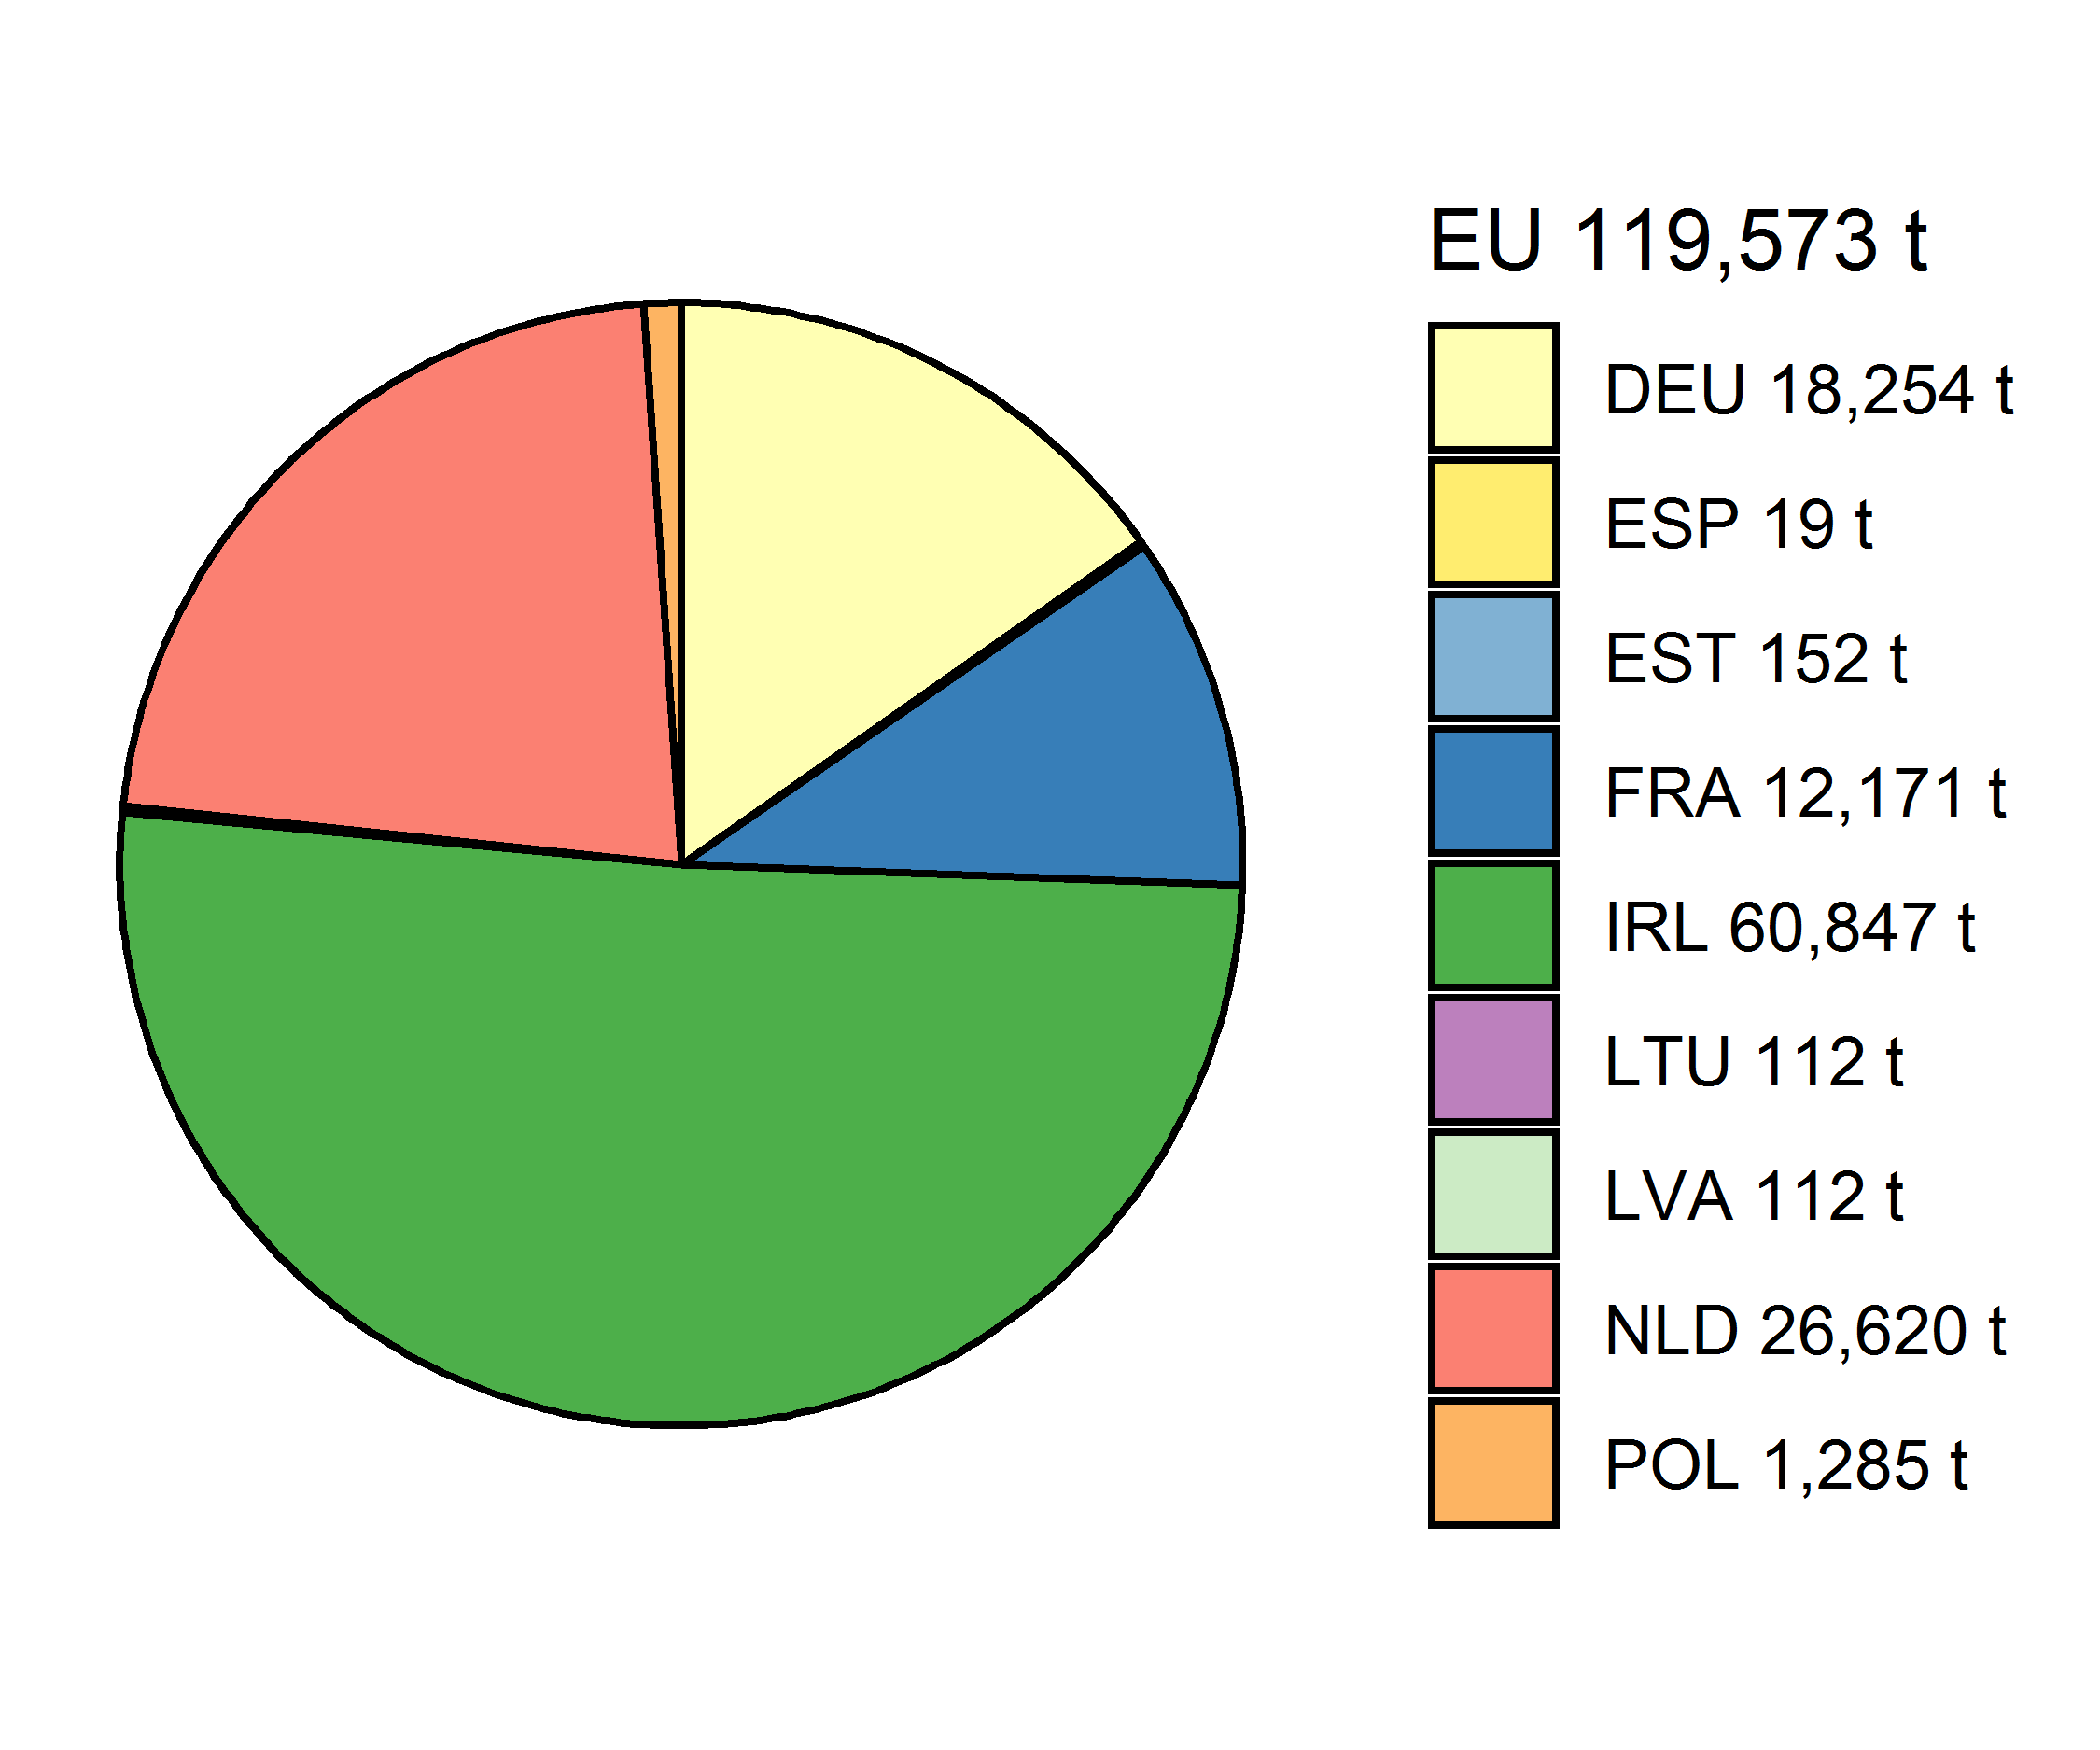 EU 119,573 t
DEU 18,254 t
ESP 19 t
EST 152 t
FRA 12,171 t
IRL 60,847 t
LTU 112 t
LVA 112 t
NLD 26,620 t
POL 1,285 t